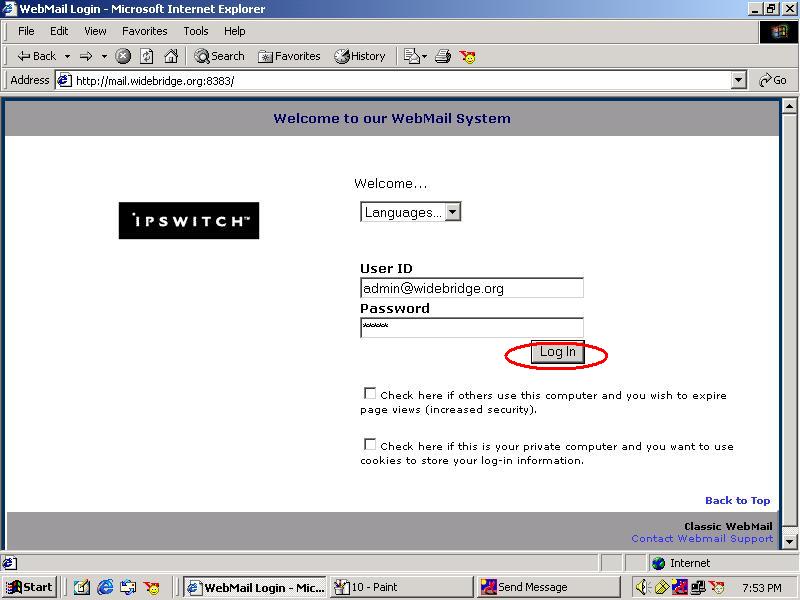 WebMail Login - Microsoft Internet Explorer
File Edit View Favorites Tools Help
Back Search Favorites History
Address http://mail.widebridge.org:8383/ Go
Welcome to our WebMail System
Welcome...
IPSWITCH™
Languages...
User ID
admin@widebridge.org
Password
*****
Log In
Check here if others use this computer and you wish to expire
page views (increased security).
Check here if this is your private computer and you want to use
cookies to store your log-in information.
Back to Top
Classic WebMail
Contact Webmail Support
Internet
Start WebMail Login - Mic... 10 - Paint Send Message 7:53 PM